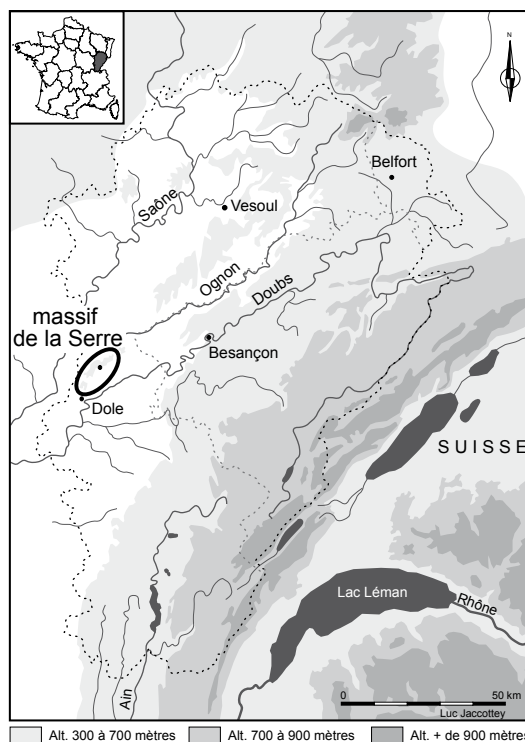 N
Belfort
Saône
Vesoul
Ognon
Doubs
massif
de la Serre
Besançon
Dole
SUISSE
Lac Léman
Rhône
Ain
0 50 km
Luc Jaccottey
Alt. 300 à 700 mètres Alt. 700 à 900 mètres Alt. + de 900 mètres